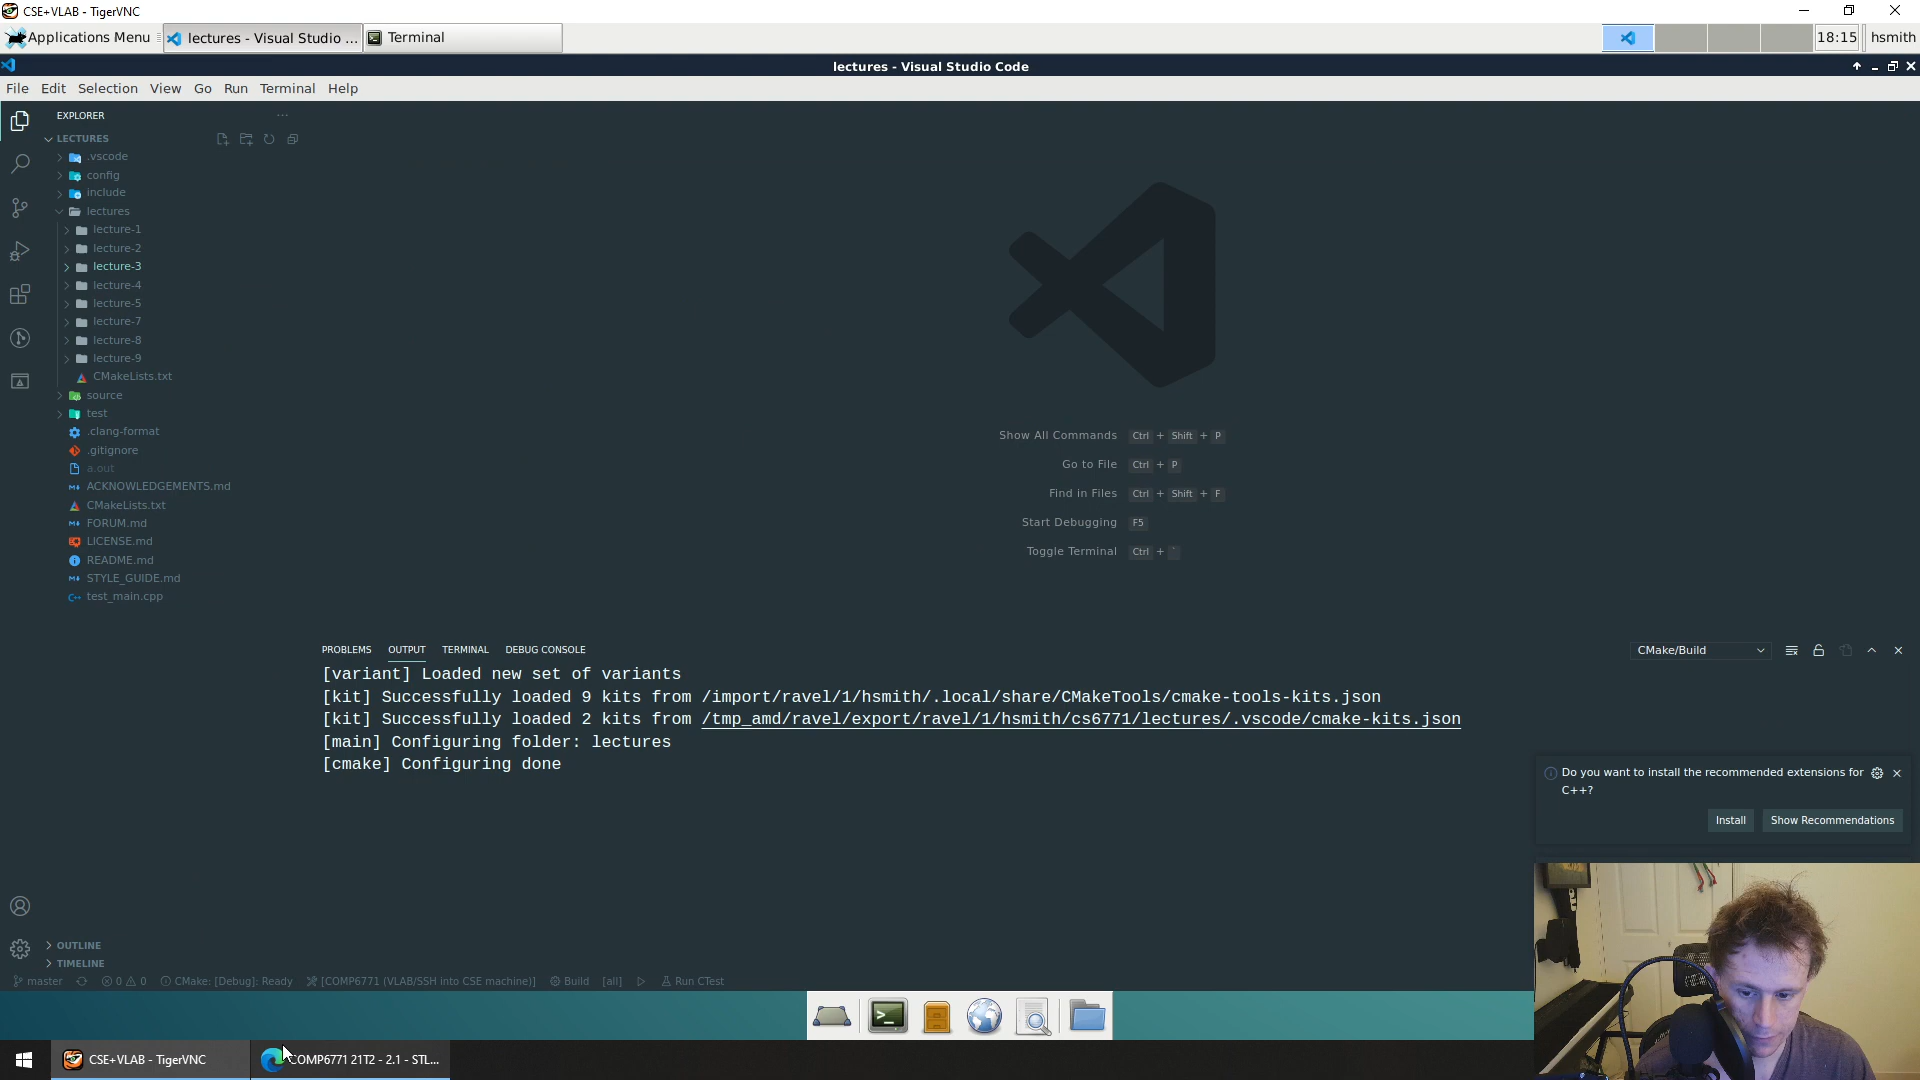 CSE+VLAB - TigerVNC
Applications Menu
lectures - Visual Studio ...
Terminal
18:15
hsmith
lectures - Visual Studio Code
File Edit Selection View Go Run Terminal Help
EXPLORER
LECTURES
.vscode
config
include
lectures
lecture-1
lecture-2
lecture-3
lecture-4
lecture-5
lecture-7
lecture-8
lecture-9
CMakeLists.txt
source
test
.clang-format
.gitignore
a.out
ACKNOWLEDGEMENTS.md
CMakeLists.txt
FORUM.md
LICENSE.md
README.md
STYLE_GUIDE.md
test_main.cpp
Show All Commands Ctrl + Shift + P
Go to File Ctrl + P
Find in Files Ctrl + Shift + F
Start Debugging F5
Toggle Terminal Ctrl + `
PROBLEMS OUTPUT TERMINAL DEBUG CONSOLE
CMake/Build
[variant] Loaded new set of variants
[kit] Successfully loaded 9 kits from /import/ravel/1/hsmith/.local/share/CMakeTools/cmake-tools-kits.json
[kit] Successfully loaded 2 kits from /tmp_amd/ravel/export/ravel/1/hsmith/cs6771/lectures/.vscode/cmake-kits.json
[main] Configuring folder: lectures
[cmake] Configuring done
Do you want to install the recommended extensions for
C++?
Install
Show Recommendations
OUTLINE
TIMELINE
master 0 0 CMake: [Debug]: Ready [COMP6771 (VLAB/SSH into CSE machine)] Build [all] Run CTest
CSE+VLAB - TigerVNC
COMP6771 21T2 - 2.1 - STL...